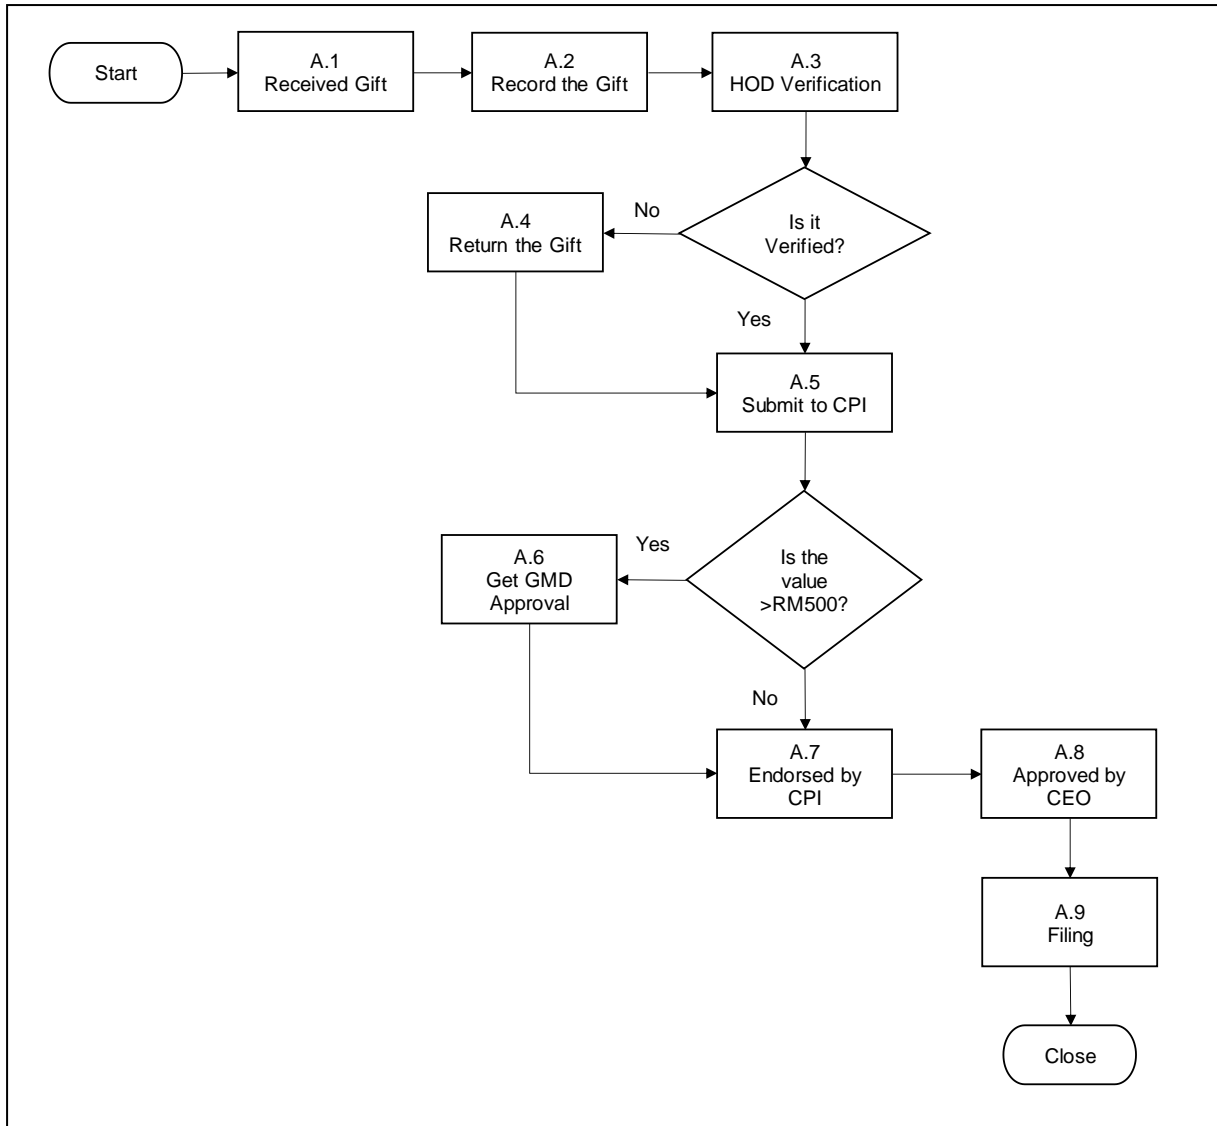 Start
A.1
Received Gift
A.2
Record the Gift
A.3
HOD Verification
A.4
Return the Gift
No
Is it
Verified?
Yes
A.5
Submit to CPI
A.6
Get GMD
Approval
Yes
Is the
value
>RM500?
No
A.7
Endorsed by
CPI
A.8
Approved by
CEO
A.9
Filing
Close